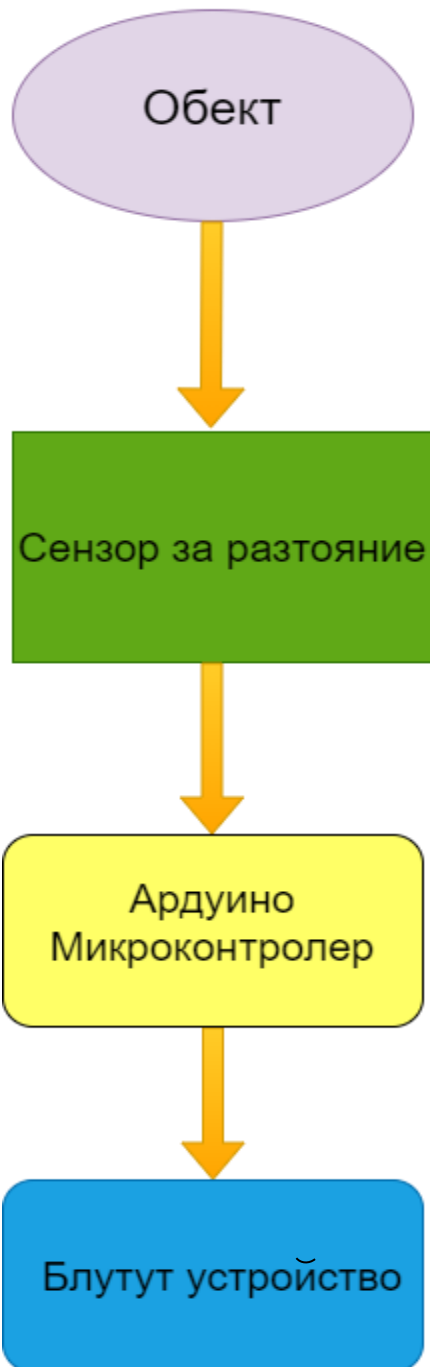 Обект
Сензор за разтояние
Ардуино
Микроконтролер
Блутут устройство